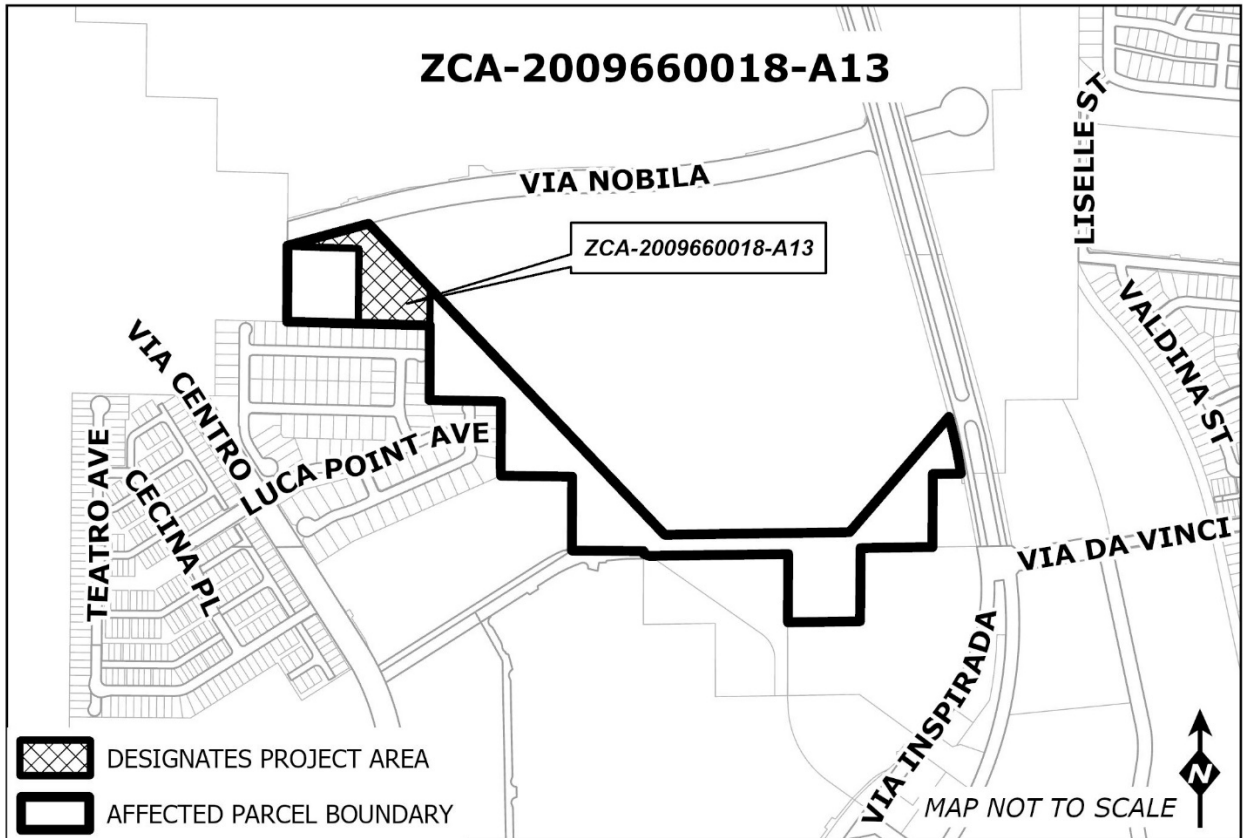 ZCA-2009660018-A13
LISELLE ST
VIA NOBILA
ZCA-2009660018-A13
VALDINA ST
VIA CENTRO
LUCA POINT AVE
TEATRO AVE
CECINA PL
VIA DA VINCI
VIA INSPIRADA
DESIGNATES PROJECT AREA
AFFECTED PARCEL BOUNDARY
N
MAP NOT TO SCALE